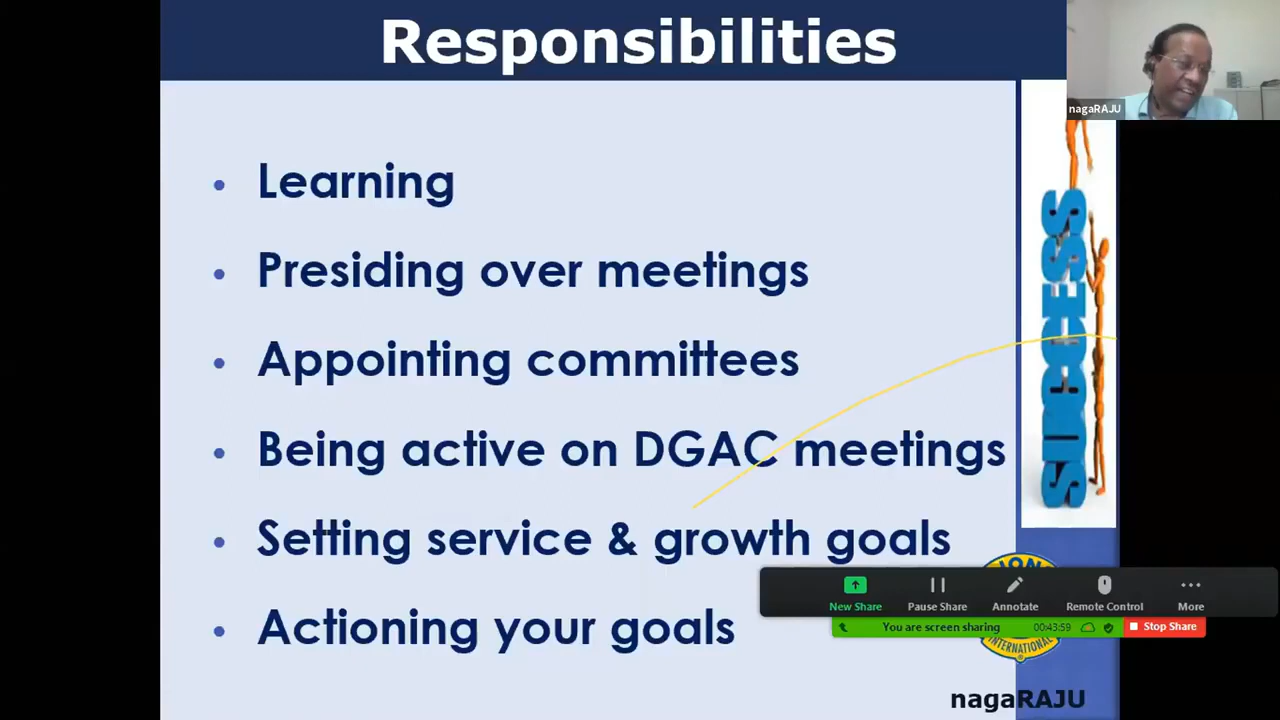 Responsibilities
nagaRAJU
• Learning
• Presiding over meetings
• Appointing committees
• Being active on DGAC meetings
• Setting service & growth goals
• Actioning your goals
SUCCESS
New Share
Pause Share
Annotate
Remote Control
More
You are screen sharing
00:43:59
Stop Share
INTERNATIONAL
nagaRAJU